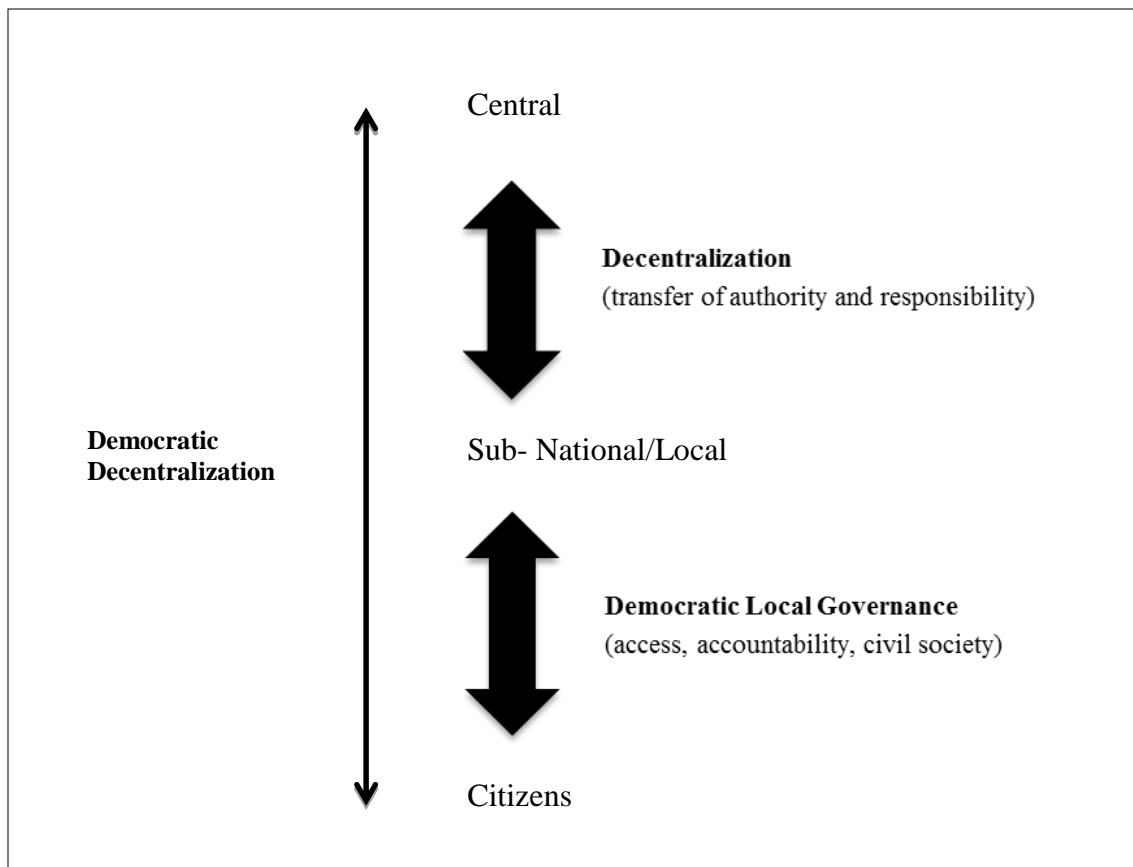 Central
Decentralization
(transfer of authority and responsibility)
Democratic
Decentralization
Sub- National/Local
Democratic Local Governance
(access, accountability, civil society)
Citizens